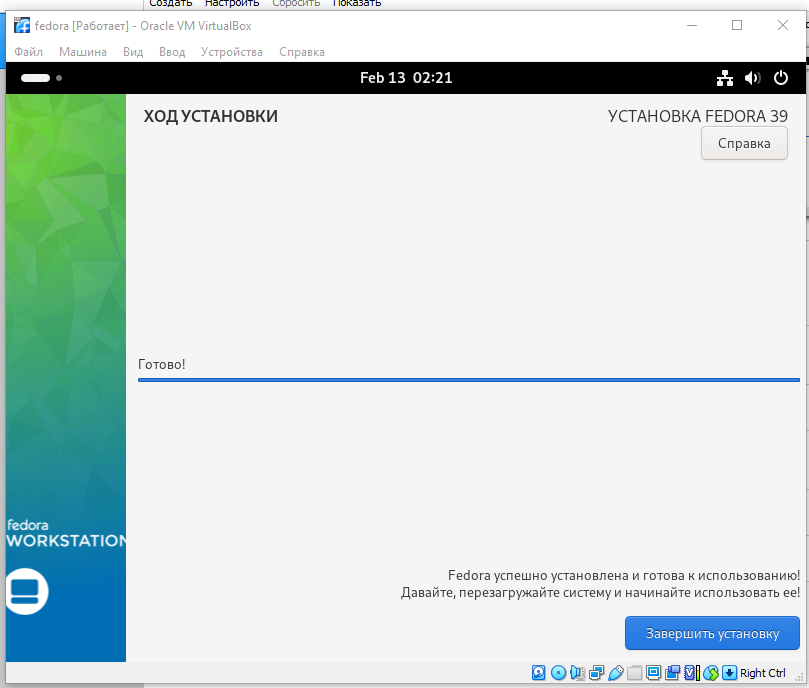 Создать Настроить Сбросить Показать
fedora [Работает] - Oracle VM VirtualBox
Файл Машина Вид Ввод Устройства Справка
Feb 13 02:21
ХОД УСТАНОВКИ
УСТАНОВКА FEDORA 39
Справка
Готово!
fedora
WORKSTATION
Fedora успешно установлена и готова к использованию!
Давайте, перезагружайте систему и начинайте использовать ее!
Завершить установку
Right Ctrl